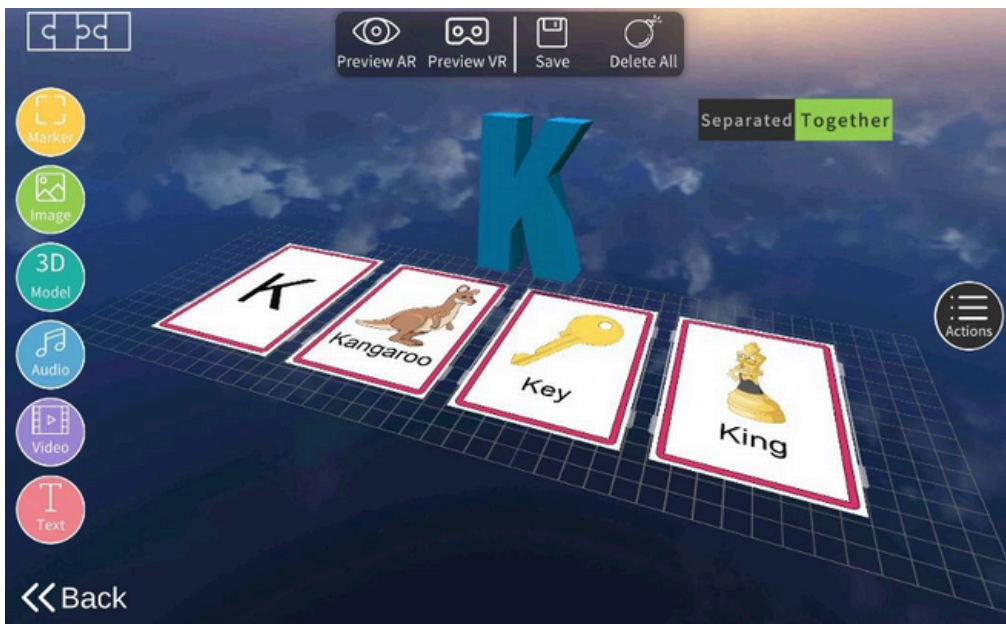 Preview AR Preview VR Save Delete All
Separated Together
Marker
Image
3D
Model
Audio
Video
T
Text
K
K
Kangaroo
Key
King
Actions
Back